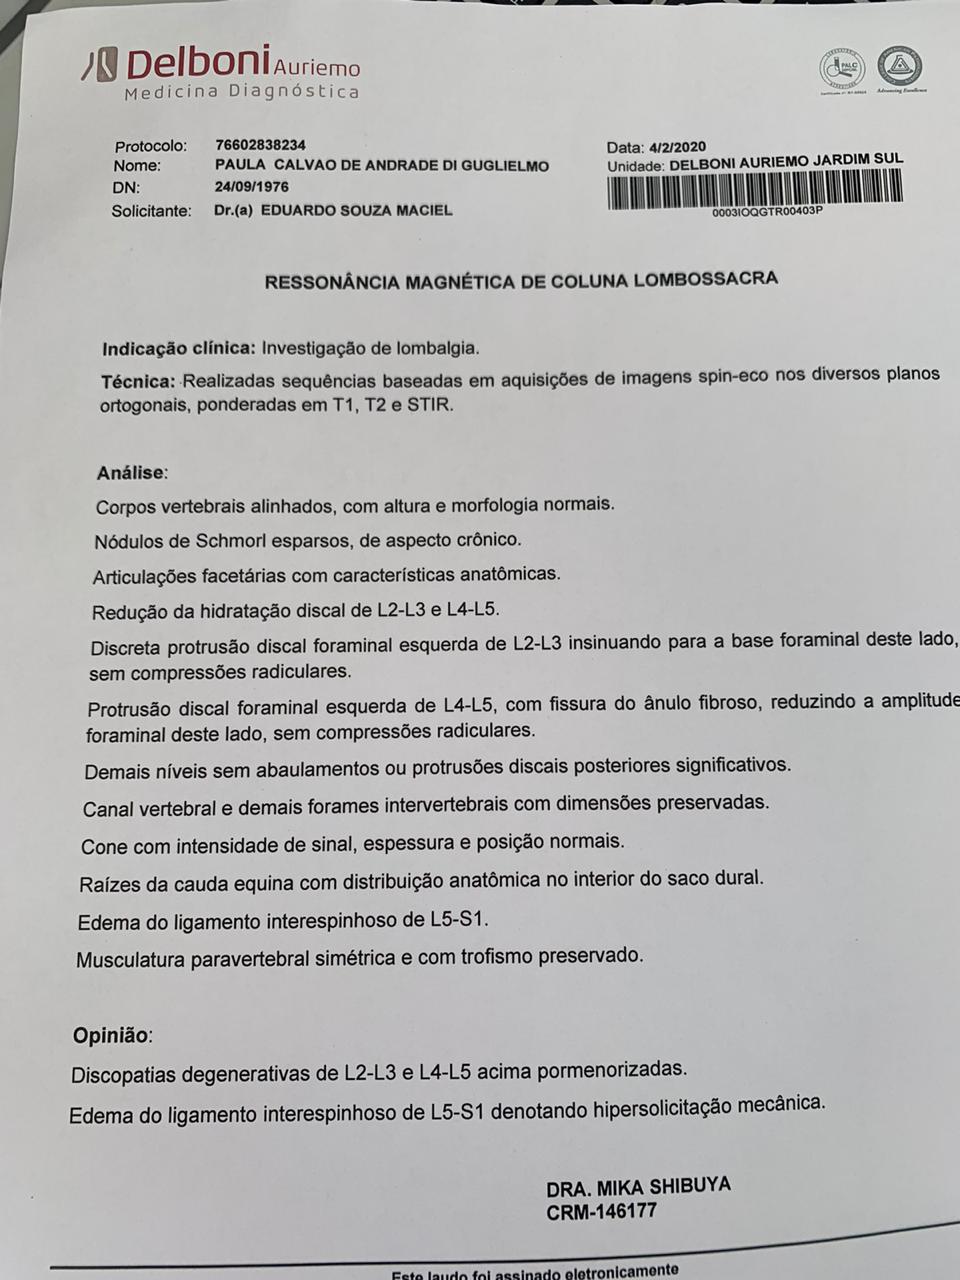 Delboni Auriemo
Medicina Diagnóstica
PALC
Advancing Excellence
Protocolo: 76602838234
Nome: PAULA CALVAO DE ANDRADE DI GUGLIELMO
DN: 24/09/1976
Solicitante: Dr.(a) EDUARDO SOUZA MACIEL
Data: 4/2/2020
Unidade: DELBONI AURIEMO JARDIM SUL
0003IOQGTR00403P
RESSONÂNCIA MAGNÉTICA DE COLUNA LOMBOSSACRA
Indicação clínica: Investigação de lombalgia.
Técnica: Realizadas sequências baseadas em aquisições de imagens spin-eco nos diversos planos
ortogonais, ponderadas em T1, T2 e STIR.
Análise:
Corpos vertebrais alinhados, com altura e morfologia normais.
Nódulos de Schmorl esparsos, de aspecto crônico.
Articulações facetárias com características anatômicas.
Redução da hidratação discal de L2-L3 e L4-L5.
Discreta protrusão discal foraminal esquerda de L2-L3 insinuando para a base foraminal deste lado,
sem compressões radiculares.
Protrusão discal foraminal esquerda de L4-L5, com fissura do ânulo fibroso, reduzindo a amplitude
foraminal deste lado, sem compressões radiculares.
Demais níveis sem abaulamentos ou protrusões discais posteriores significativos.
Canal vertebral e demais forames intervertebrais com dimensões preservadas.
Cone com intensidade de sinal, espessura e posição normais.
Raízes da cauda equina com distribuição anatômica no interior do saco dural.
Edema do ligamento interespinhoso de L5-S1.
Musculatura paravertebral simétrica e com trofismo preservado.
Opinião:
Discopatias degenerativas de L2-L3 e L4-L5 acima pormenorizadas.
Edema do ligamento interespinhoso de L5-S1 denotando hipersolicitação mecânica.
DRA. MIKA SHIBUYA
CRM-146177
Este laudo foi assinado eletronicamente